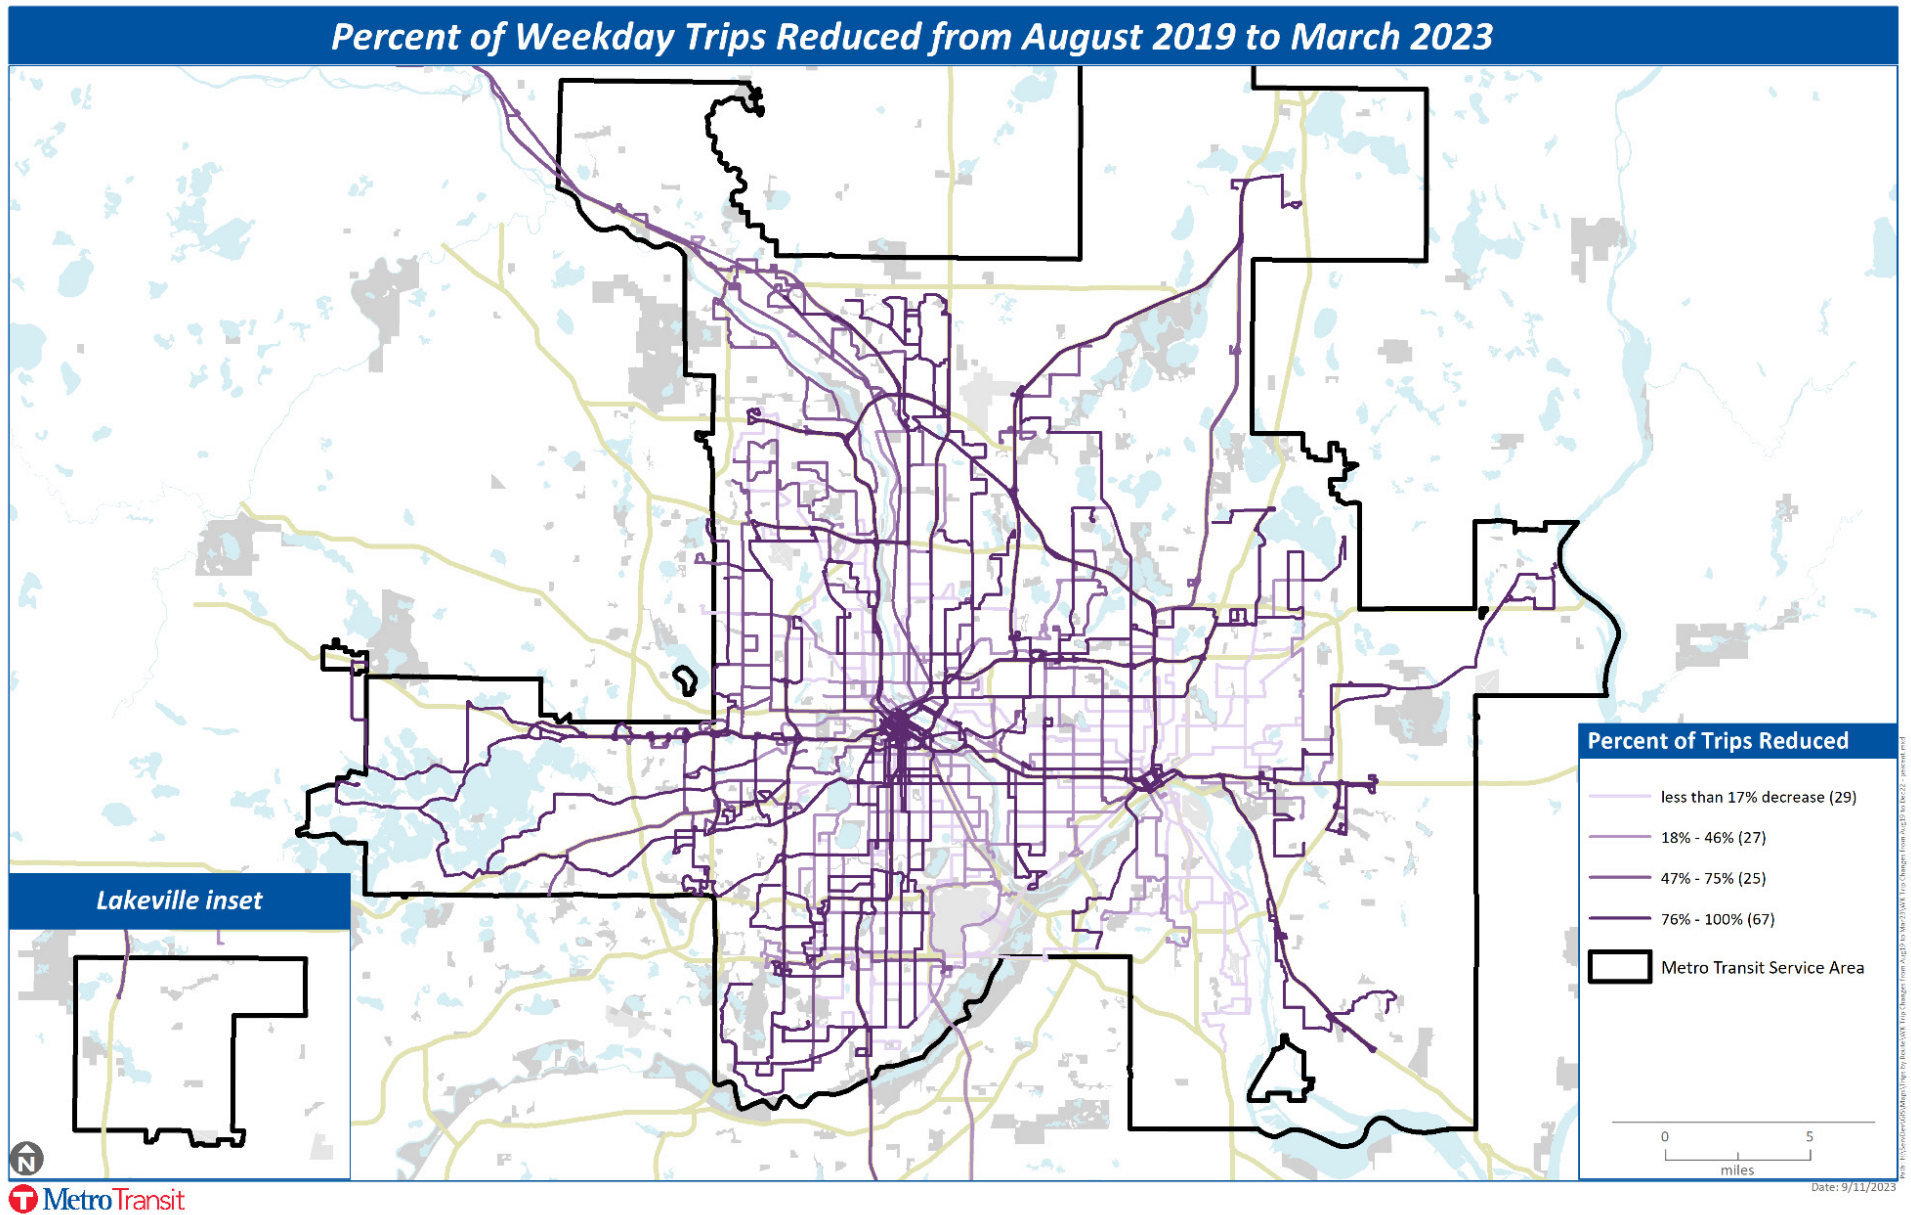 Percent of Weekday Trips Reduced from August 2019 to March 2023
Percent of Trips Reduced
less than 17% decrease (29)
18% - 46% (27)
47% - 75% (25)
76% - 100% (67)
Metro Transit Service Area
0 5
miles
Lakeville inset
N
T MetroTransit
Date: 9/11/2023